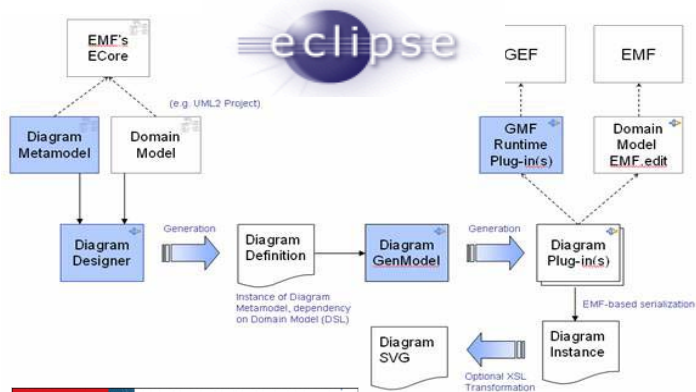 eclipse
EMF's
ECore
GEF
EMF
(e.g. UML2 Project)
Diagram
Metamodel
Domain
Model
GMF
Runtime
Plug-in(s)
Domain
Model
EMF.edit
Diagram
Designer
Generation
Diagram
Definition
Diagram
GenModel
Generation
Diagram
Plug-in(s)
Instance of Diagram
Metamodel, dependency
on Domain Model (DSL)
EMF-based serialization
Diagram
SVG
Optional XSL
Transformation
Diagram
Instance